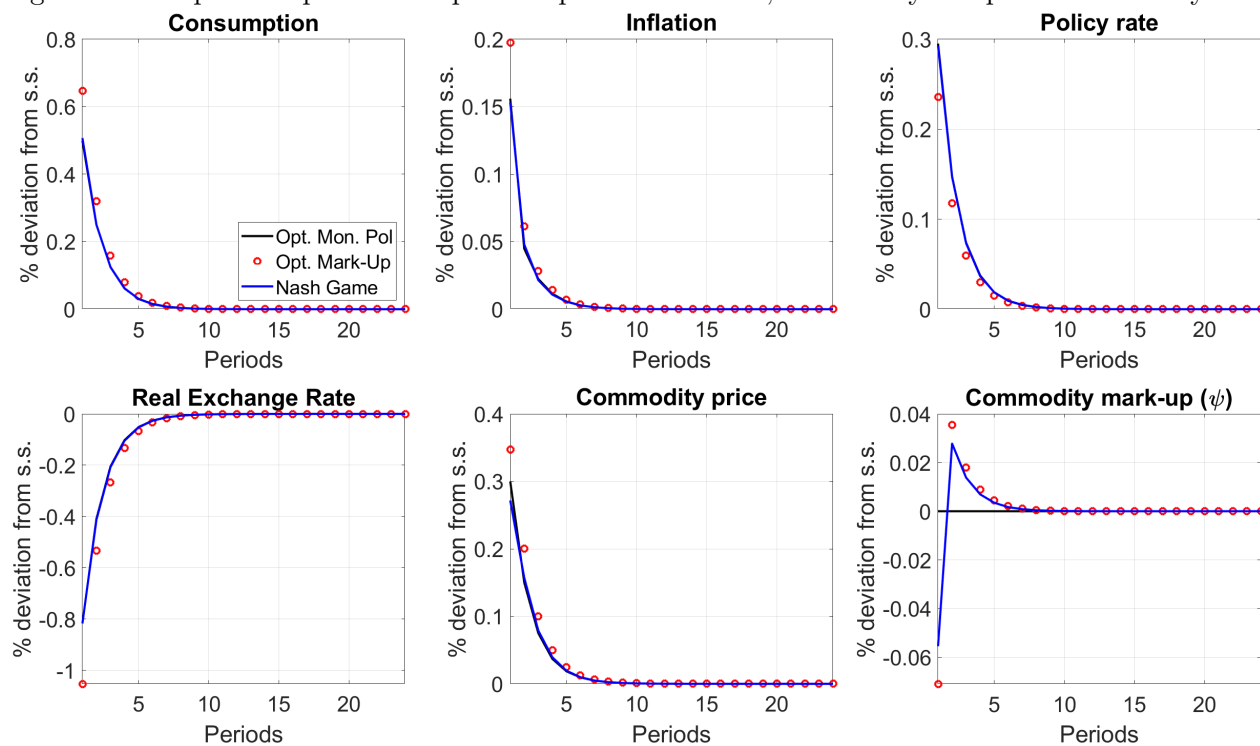 Consumption
Inflation
Policy rate
% deviation from s.s.
0.8
0.6
0.4
0.2
0
5
10
15
20
Periods
Opt. Mon. Pol
Opt. Mark-Up
Nash Game
% deviation from s.s.
0.2
0.15
0.1
0.05
0
5
10
15
20
Periods
% deviation from s.s.
0.3
0.2
0.1
0
5
10
15
20
Periods
Real Exchange Rate
Commodity price
Commodity mark-up (ψ)
% deviation from s.s.
0
-0.2
-0.4
-0.6
-0.8
-1
5
10
15
20
Periods
% deviation from s.s.
0.4
0.3
0.2
0.1
0
5
10
15
20
Periods
% deviation from s.s.
0.04
0.02
0
-0.02
-0.04
-0.06
5
10
15
20
Periods